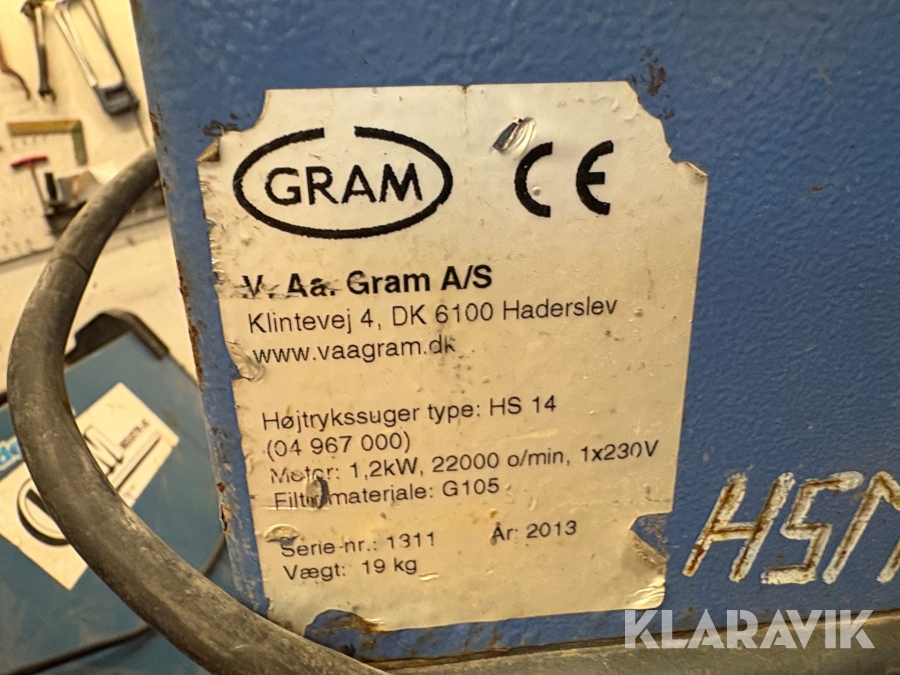 GRAM
CE
V. Aa. Gram A/S
Klintevej 4, DK 6100 Haderslev
www.vaagram.dk
Højtrykssuger type: HS 14
(04 967 000)
Motor: 1,2kW, 22000 o/min, 1x230V
Filtermateriale: G105
Serie-nr.: 1311 År: 2013
Vægt: 19 kg
HSM
KLARAVIK